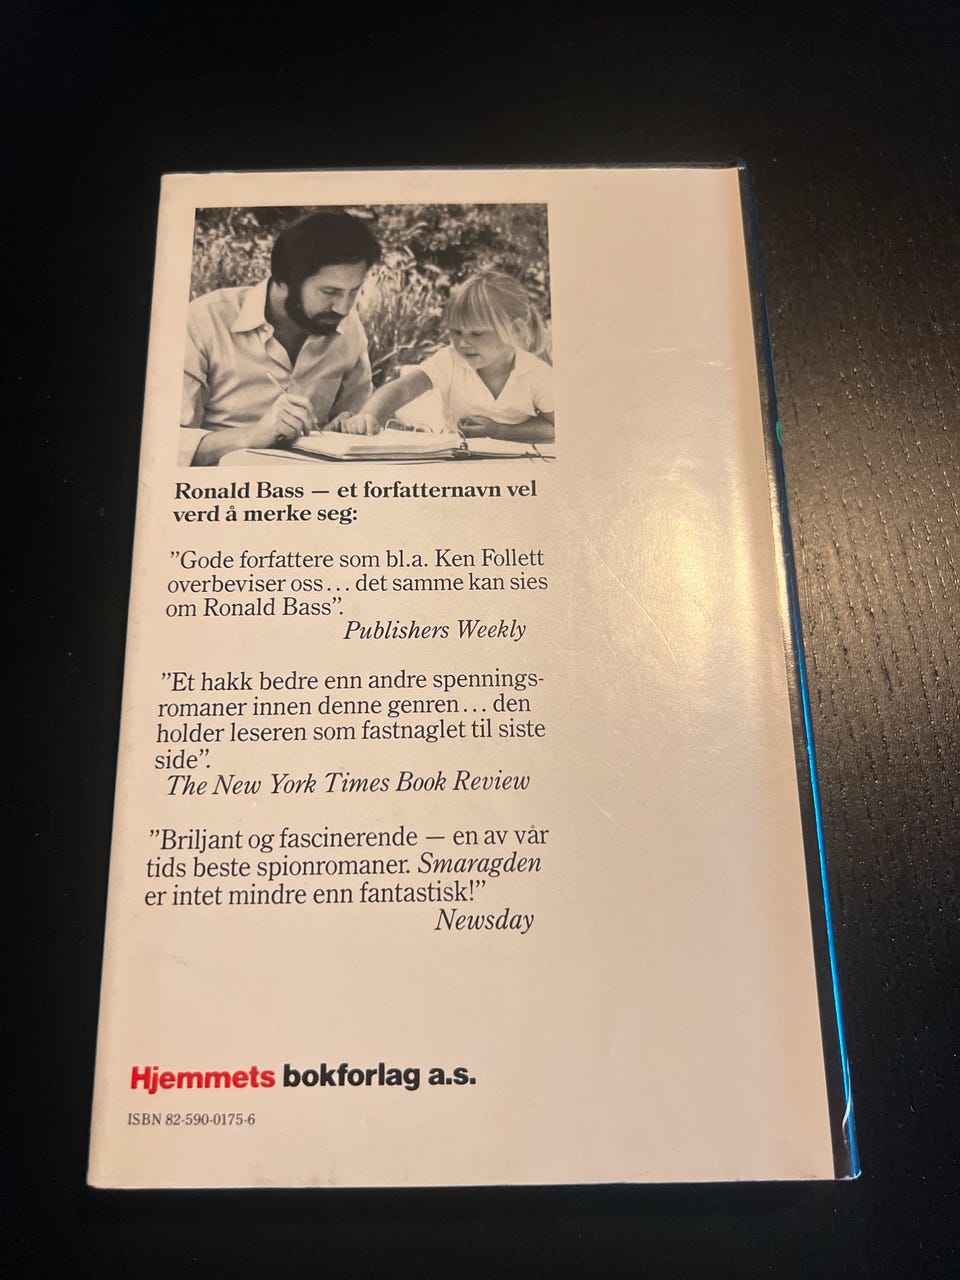 Ronald Bass — et forfatternavn vel
verd å merke seg:
”Gode forfattere som bl.a. Ken Follett
overbeviser oss... det samme kan sies
om Ronald Bass”.
Publishers Weekly
”Et hakk bedre enn andre spennings-
romaner innen denne genren... den
holder leseren som fastnaglet til siste
side”.
The New York Times Book Review
”Briljant og fascinerende — en av vår
tids beste spionromaner. Smaragden
er intet mindre enn fantastisk!”
Newsday
Hjemmets bokforlag a.s.
ISBN 82-590-0175-6